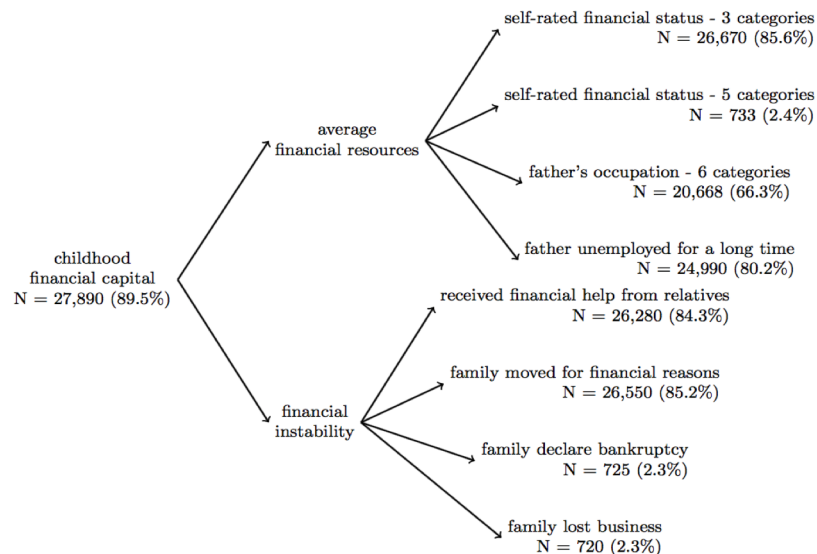 self-rated financial status - 3 categories
N = 26,670 (85.6%)
self-rated financial status - 5 categories
N = 733 (2.4%)
average
financial resources
father's occupation - 6 categories
N = 20,668 (66.3%)
father unemployed for a long time
N = 24,990 (80.2%)
childhood
financial capital
N = 27,890 (89.5%)
received financial help from relatives
N = 26,280 (84.3%)
family moved for financial reasons
N = 26,550 (85.2%)
financial
instability
family declare bankruptcy
N = 725 (2.3%)
family lost business
N = 720 (2.3%)